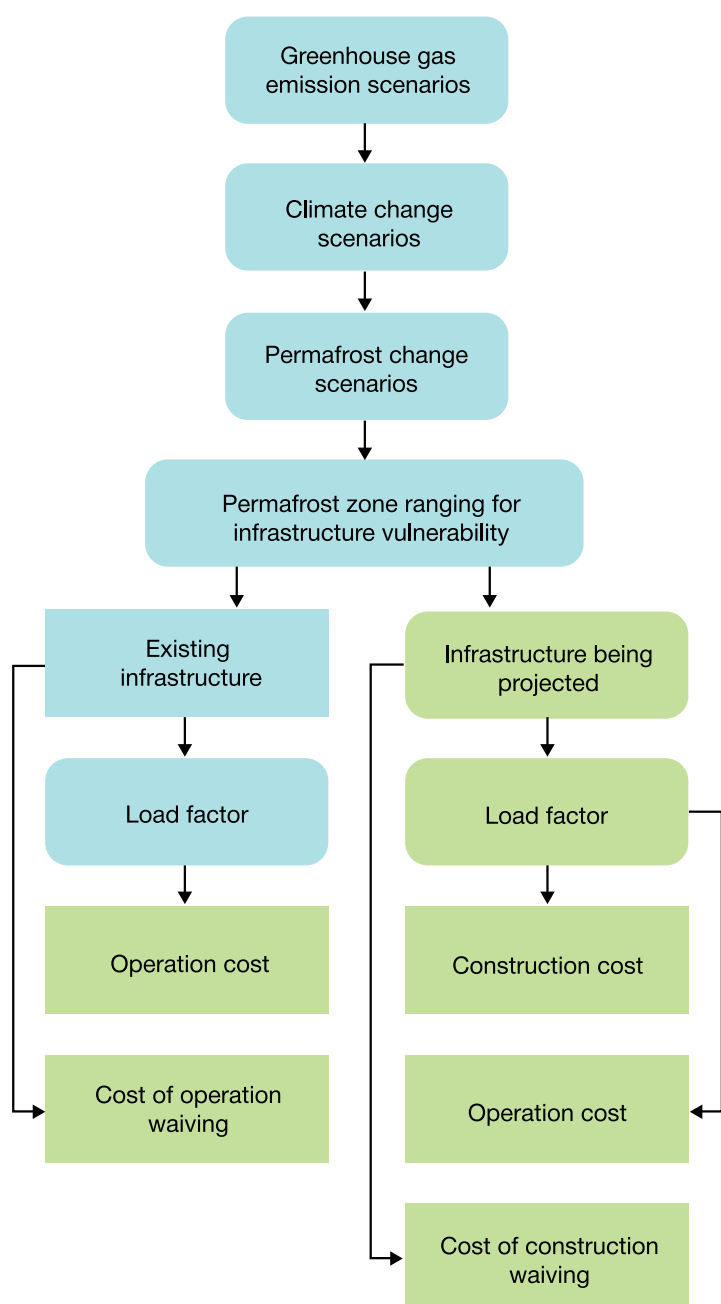 Greenhouse gas
emission scenarios
Climate change
scenarios
Permafrost change
scenarios
Permafrost zone ranging for
infrastructure vulnerability
Existing
infrastructure
Infrastructure being
projected
Load factor
Load factor
Operation cost
Construction cost
Cost of operation
waiving
Operation cost
Cost of construction
waiving